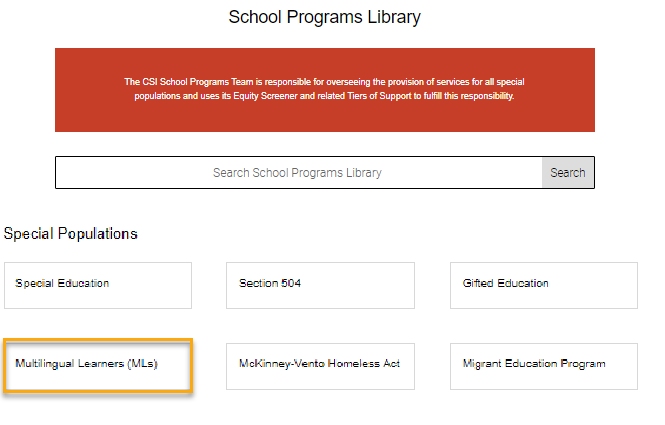 School Programs Library
The CSI School Programs Team is responsible for overseeing the provision of services for all special
populations and uses its Equity Screener and related Tiers of Support to fulfill this responsibility.
Search School Programs Library
Search
Special Populations
Special Education
Section 504
Gifted Education
Multilingual Learners (MLs)
McKinney-Vento Homeless Act
Migrant Education Program